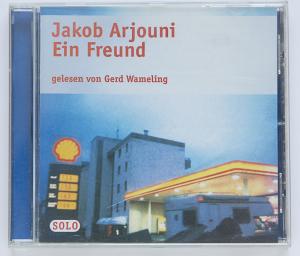 Jakob Arjouni
Ein Freund
gelesen von Gerd Wameling
SOLO